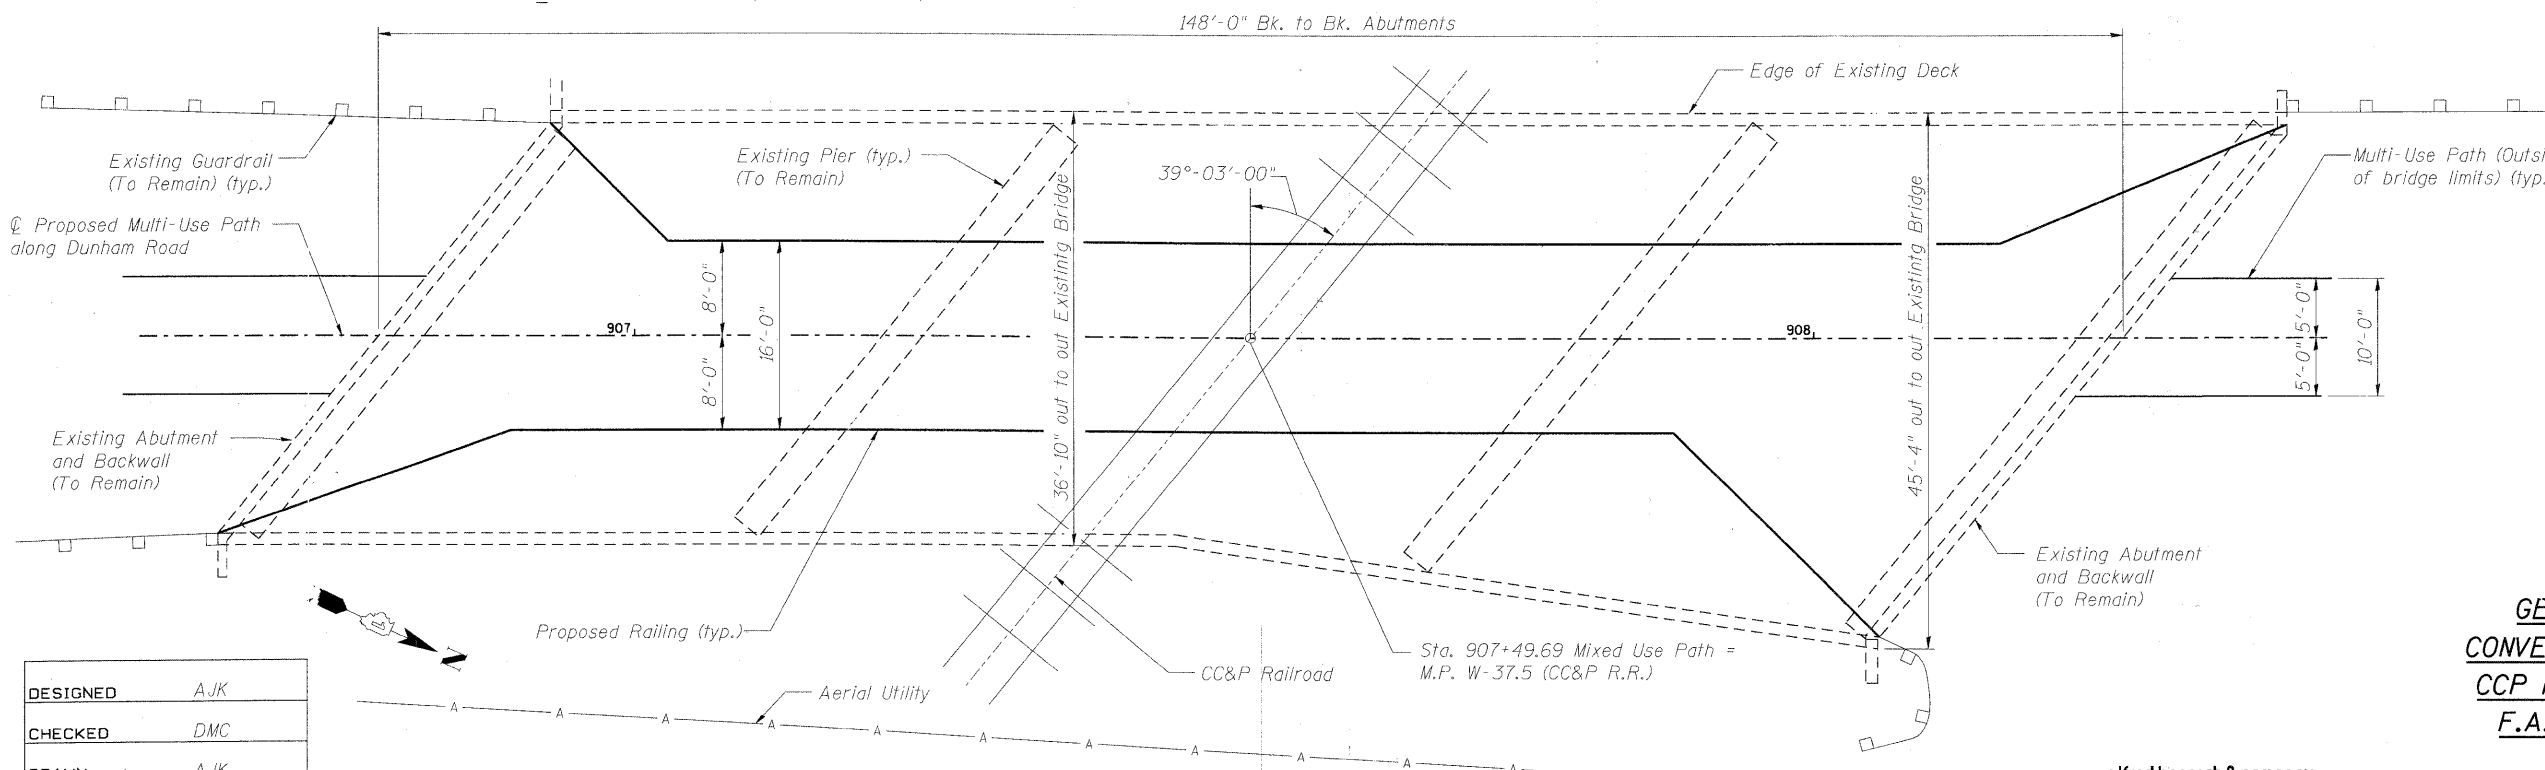 148'-0" Bk. to Bk. Abutments
Edge of Existing Deck
Existing Guardrail
(To Remain) (typ.)
Existing Pier (typ.)
(To Remain)
39°-03'-00"
Multi-Use Path (Outsi
of bridge limits) (typ.
℄ Proposed Multi-Use Path
along Dunham Road
36'-10" out to out Existintg Bridge
45'-4" out to out Existing Bridge
907
908
8'-0"
8'-0"
16'-0"
5'-0"
5'-0"
10'-0"
Existing Abutment
and Backwall
(To Remain)
Existing Abutment
and Backwall
(To Remain)
Proposed Railing (typ.)
Sta. 907+49.69 Mixed Use Path =
M.P. W-37.5 (CC&P R.R.)
CC&P Railroad
Aerial Utility
A A A A A A A A A A A
N
DESIGNED AJK
CHECKED DMC
AJK
GE
CONVE
CCP
F.A.